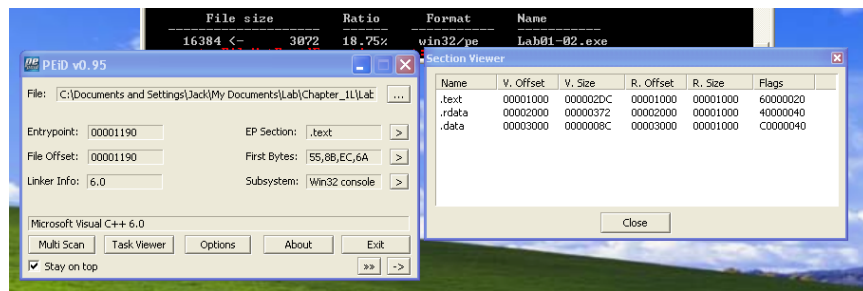 File size Ratio Format Name
16384 <- 3072 18.75% win32/pe Lab01-02.exe
PEiD v0.95
File: C:\Documents and Settings\Jack\My Documents\Lab\Chapter_1L\Lab ...
Entrypoint: 00001190 EP Section: .text >
File Offset: 00001190 First Bytes: 55,8B,EC,6A >
Linker Info: 6.0 Subsystem: Win32 console >
Microsoft Visual C++ 6.0
Multi Scan Task Viewer Options About Exit
Stay on top »» ->
Section Viewer
Name V. Offset V. Size R. Offset R. Size Flags
.text 00001000 000002DC 00001000 00001000 60000020
.rdata 00002000 00000372 00002000 00001000 40000040
.data 00003000 0000008C 00003000 00001000 C0000040
Close